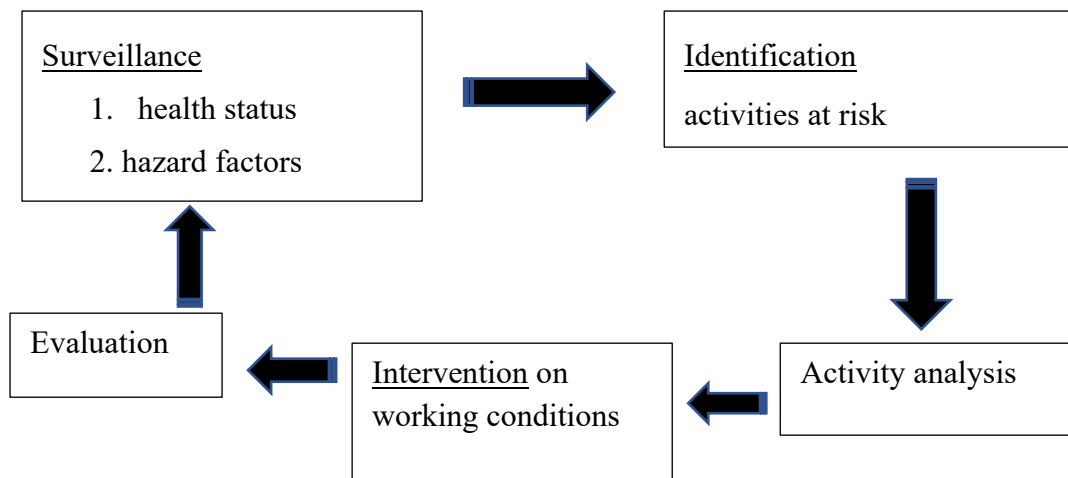 Surveillance
1. health status
2. hazard factors
Identification
activities at risk
Activity analysis
Intervention on
working conditions
Evaluation